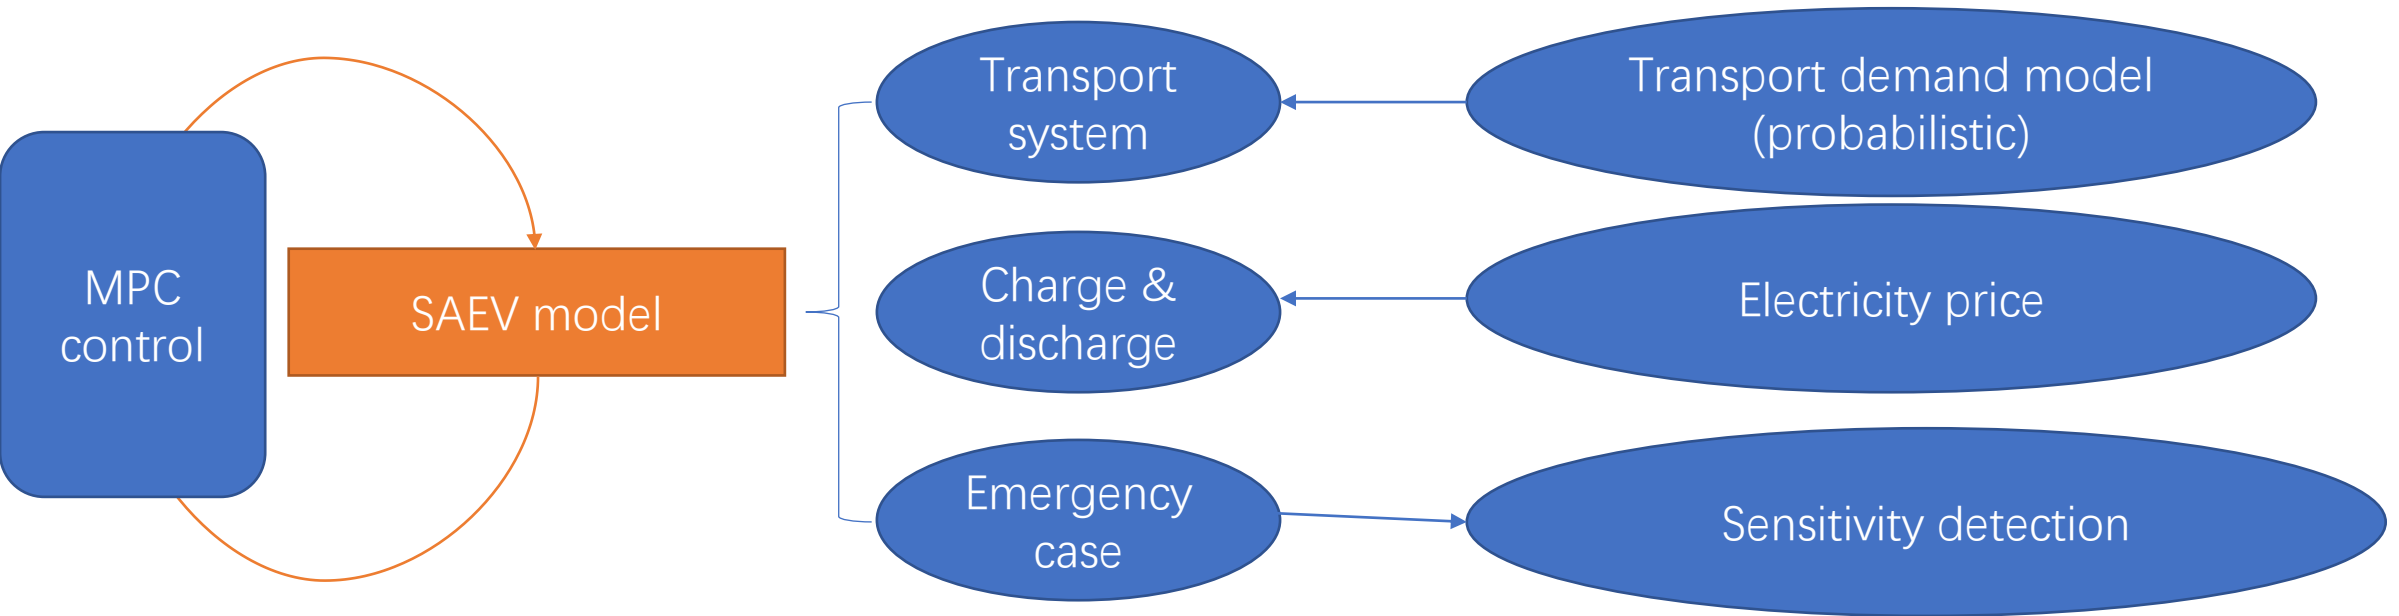 MPC
control
SAEV model
Transport
system
Charge &
discharge
Emergency
case
Transport demand model
(probabilistic)
Electricity price
Sensitivity detection